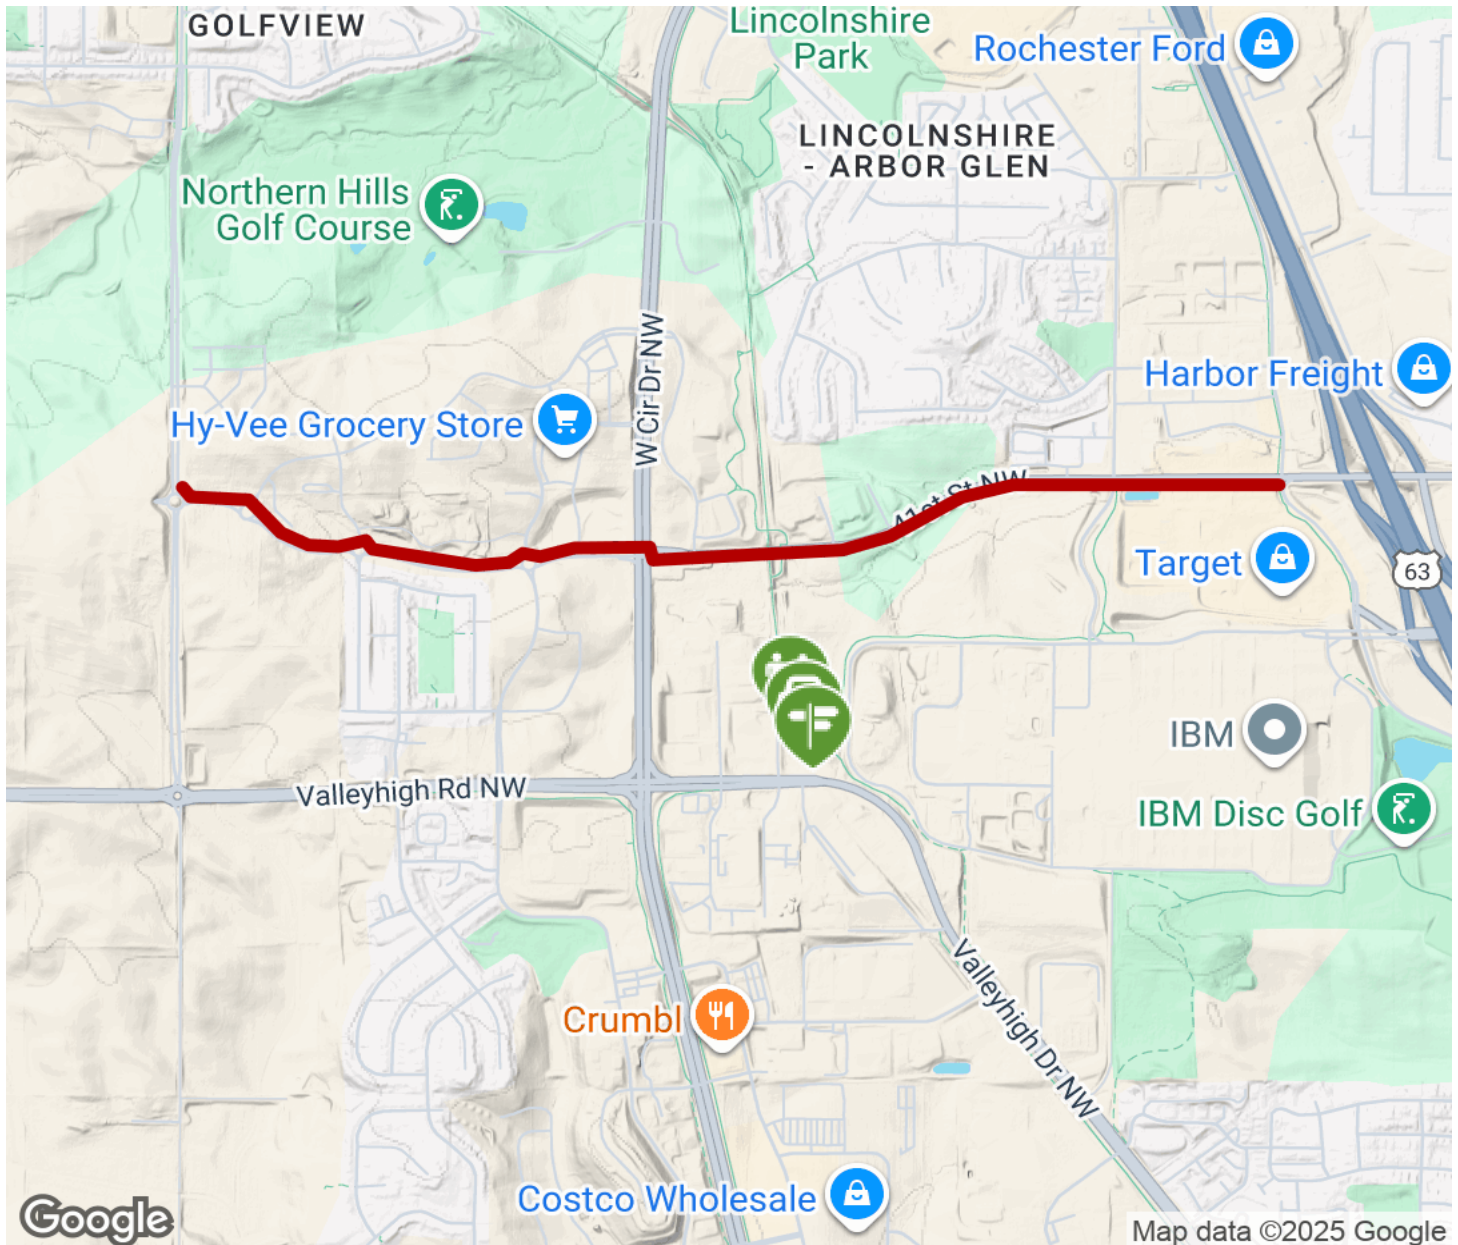 GOLFVIEW
Lincolnshire
Park
Rochester Ford
LINCOLNSHIRE
- ARBOR GLEN
Northern Hills
Golf Course
W Cir Dr NW
Harbor Freight
Hy-Vee Grocery Store
41st St NW
Target
63
IBM
Valleyhigh Rd NW
IBM Disc Golf
Valleyhigh Dr NW
Crumbl
Costco Wholesale
Google
Map data ©2025 Google